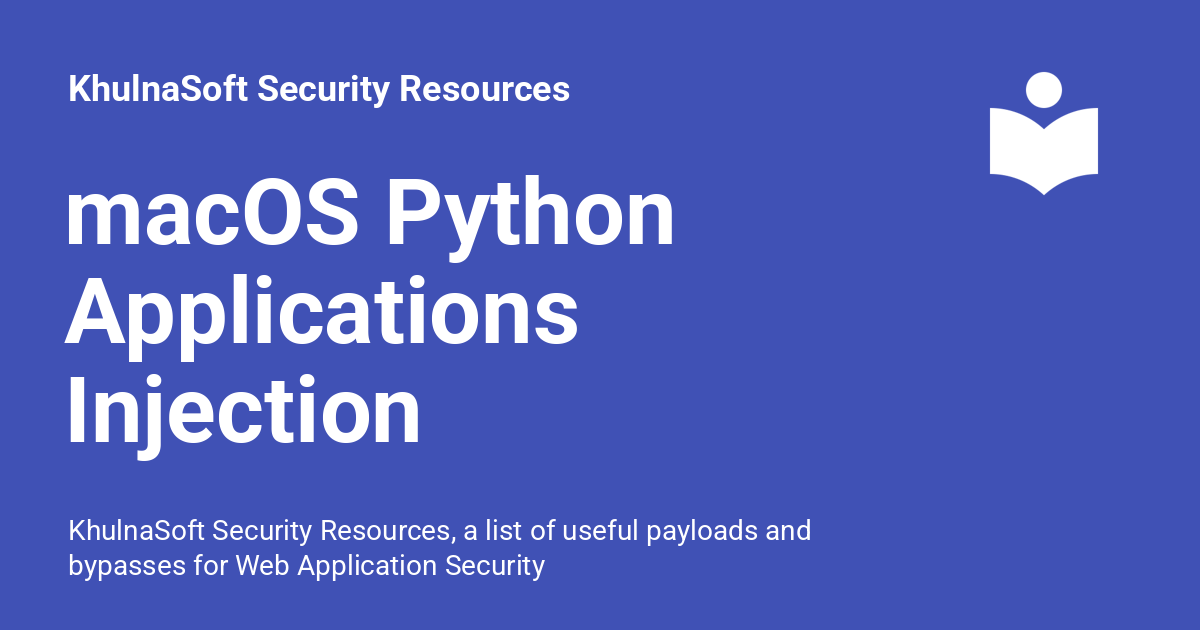 KhulnaSoft Security Resources
macOS Python
Applications
Injection
KhulnaSoft Security Resources, a list of useful payloads and
bypasses for Web Application Security